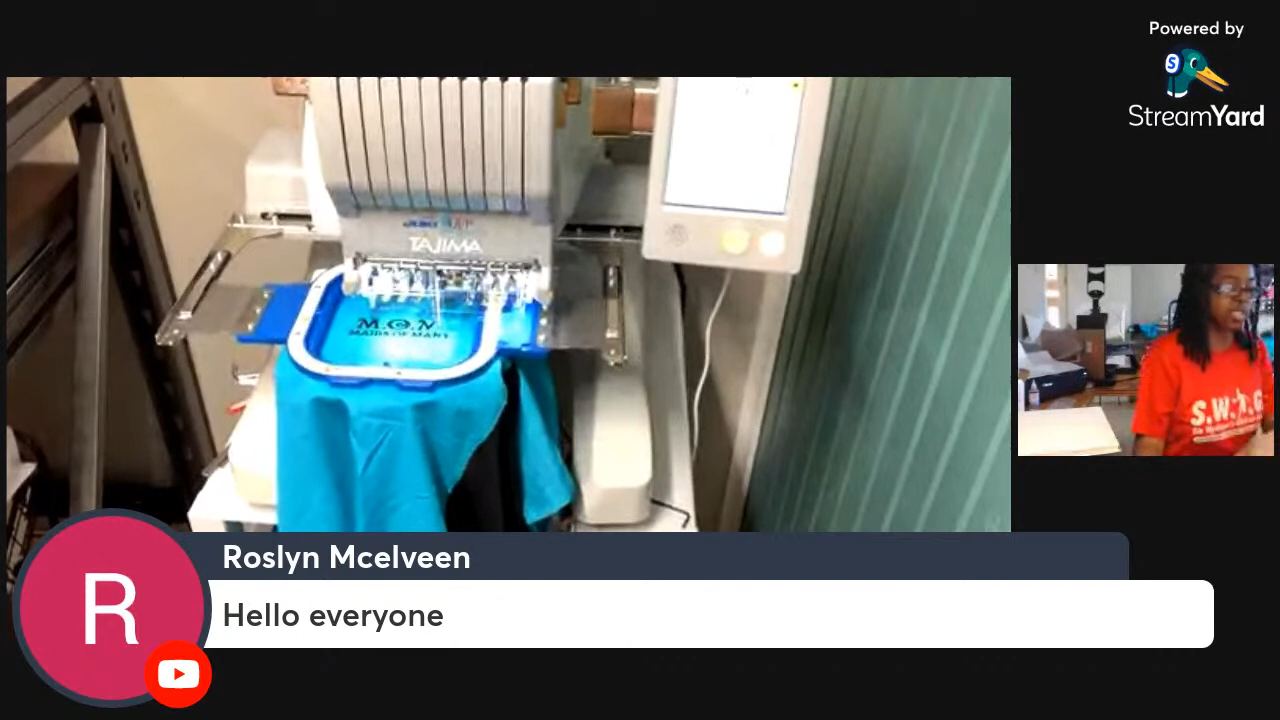 Powered by
StreamYard
TAJIMA
M.O.M
MAIDS OF MANY
S.W.A.G
Roslyn Mcelveen
R
Hello everyone